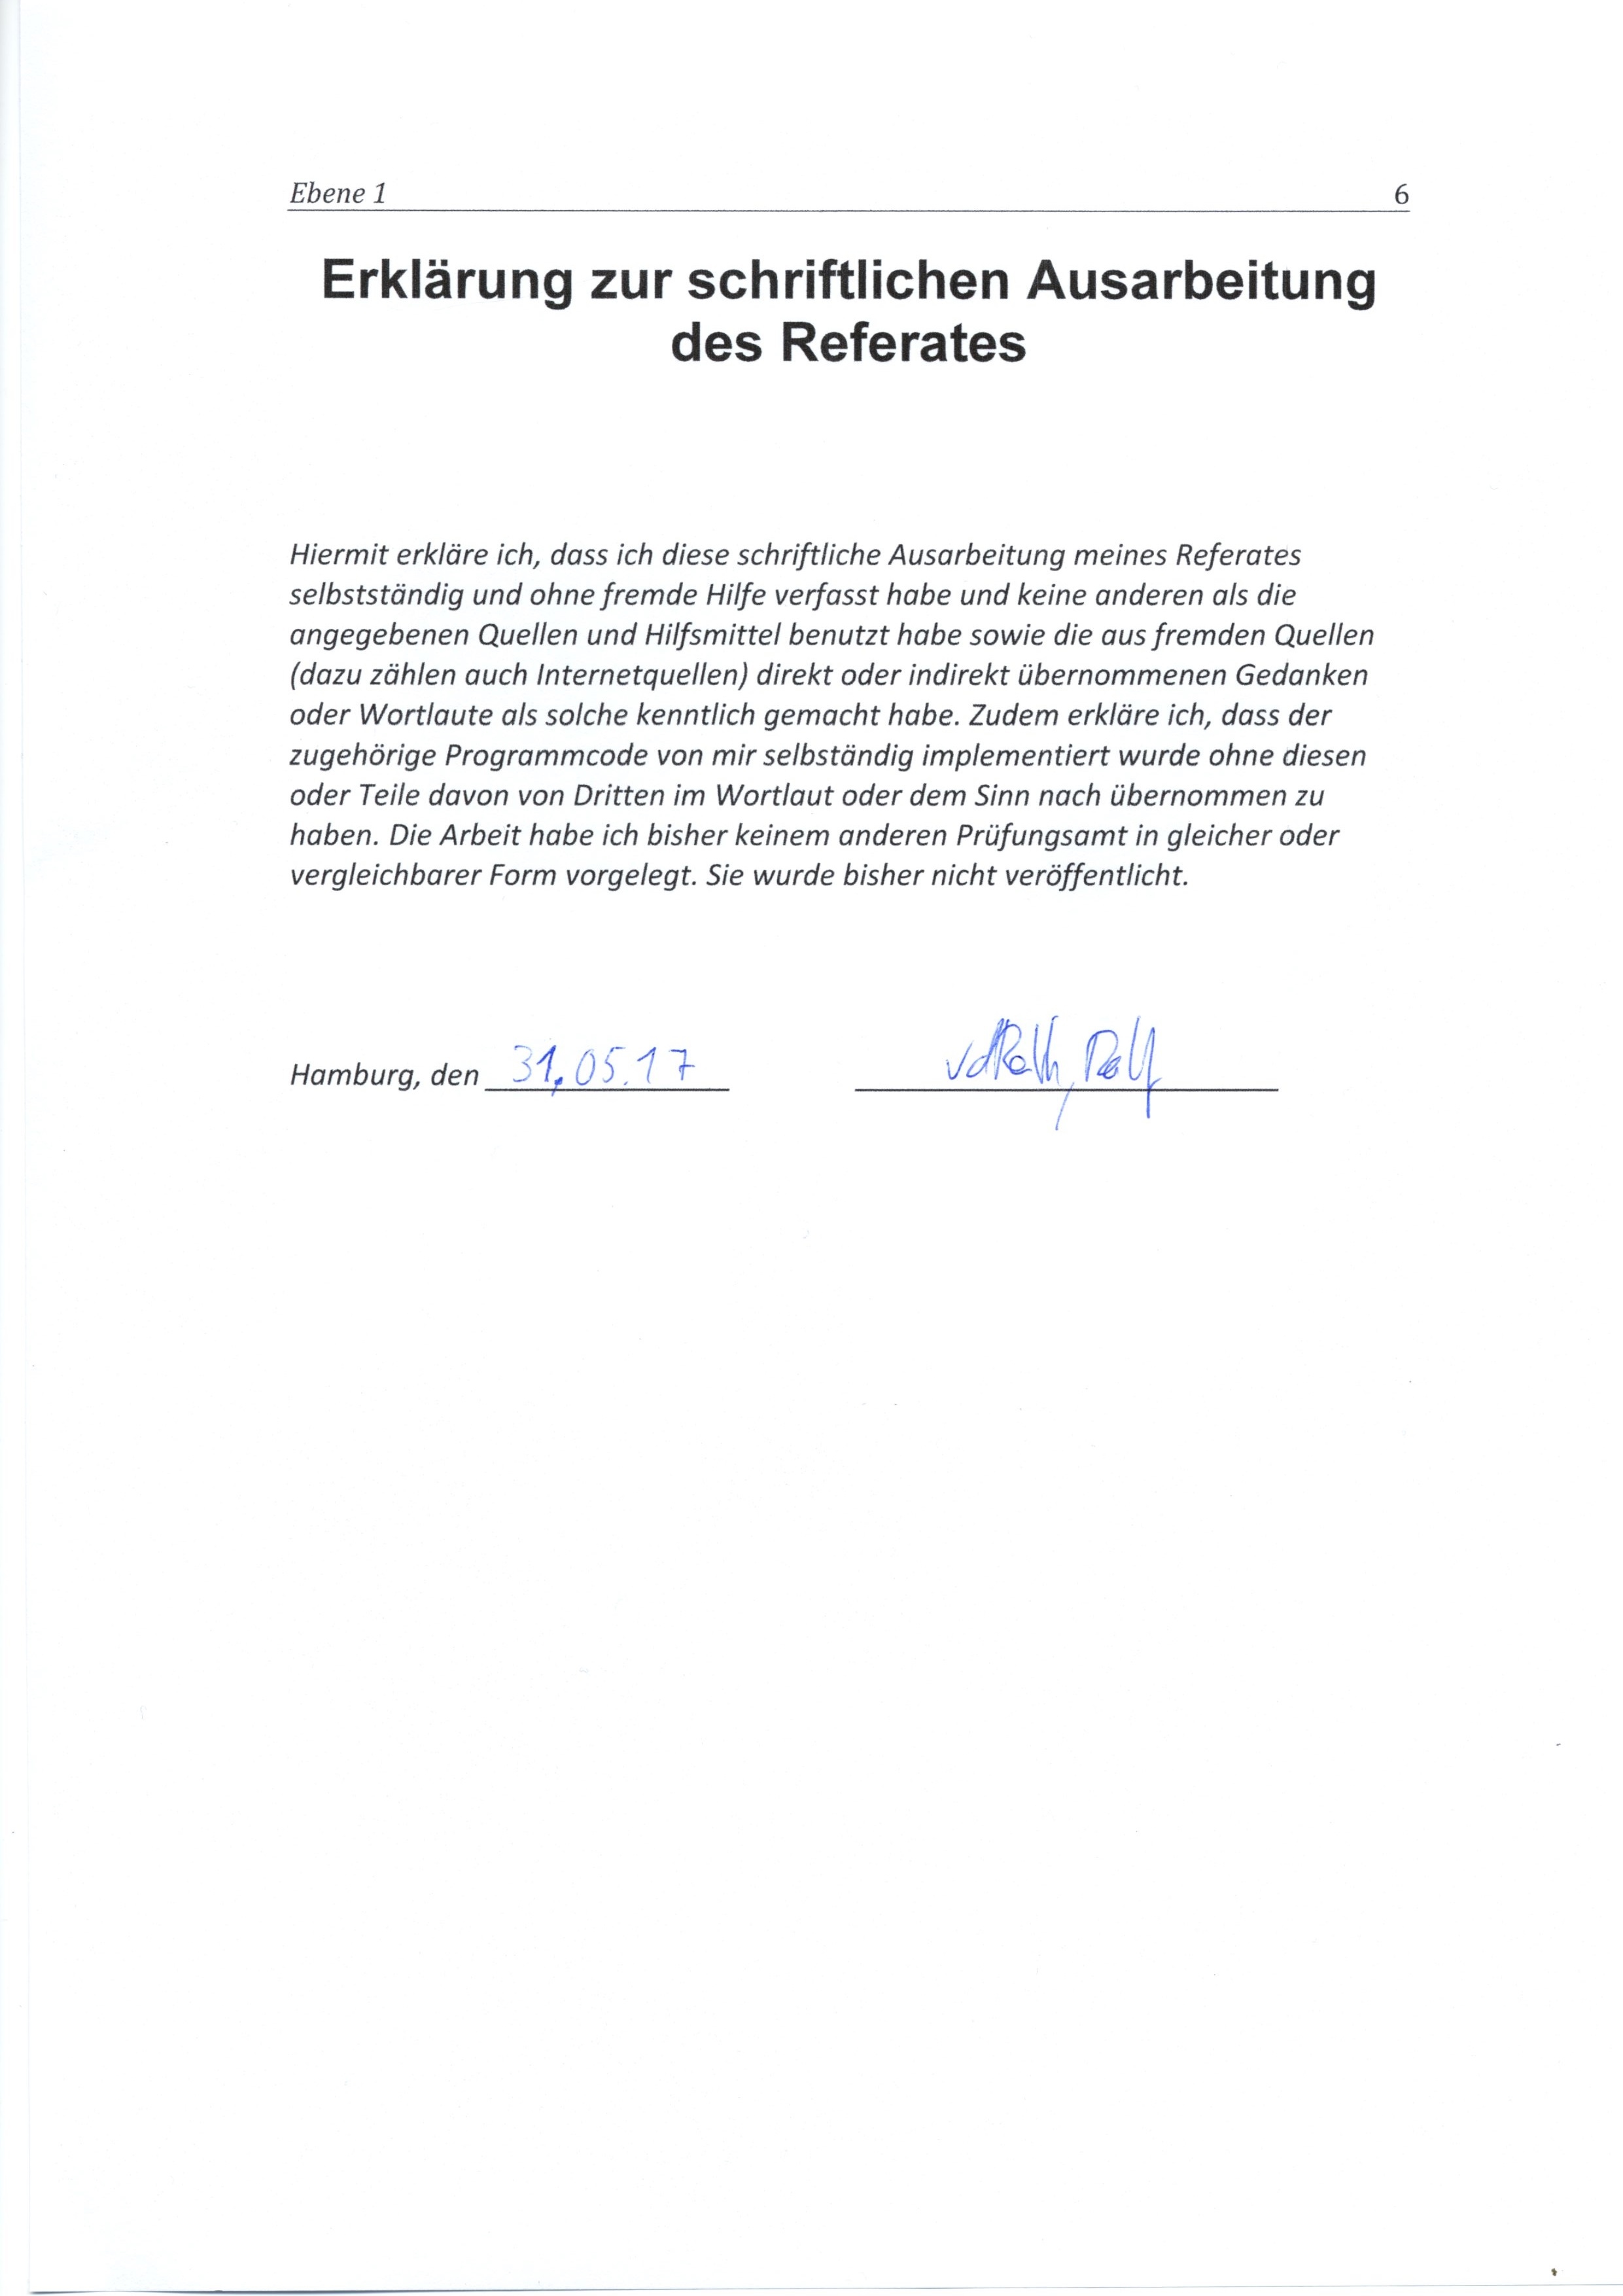 Ebene 1 6
Erklärung zur schriftlichen Ausarbeitung
des Referates
Hiermit erkläre ich, dass ich diese schriftliche Ausarbeitung meines Referates
selbstständig und ohne fremde Hilfe verfasst habe und keine anderen als die
angegebenen Quellen und Hilfsmittel benutzt habe sowie die aus fremden Quellen
(dazu zählen auch Internetquellen) direkt oder indirekt übernommenen Gedanken
oder Wortlaute als solche kenntlich gemacht habe. Zudem erkläre ich, dass der
zugehörige Programmcode von mir selbständig implementiert wurde ohne diesen
oder Teile davon von Dritten im Wortlaut oder dem Sinn nach übernommen zu
haben. Die Arbeit habe ich bisher keinem anderen Prüfungsamt in gleicher oder
vergleichbarer Form vorgelegt. Sie wurde bisher nicht veröffentlicht.
Hamburg, den 31.05.17